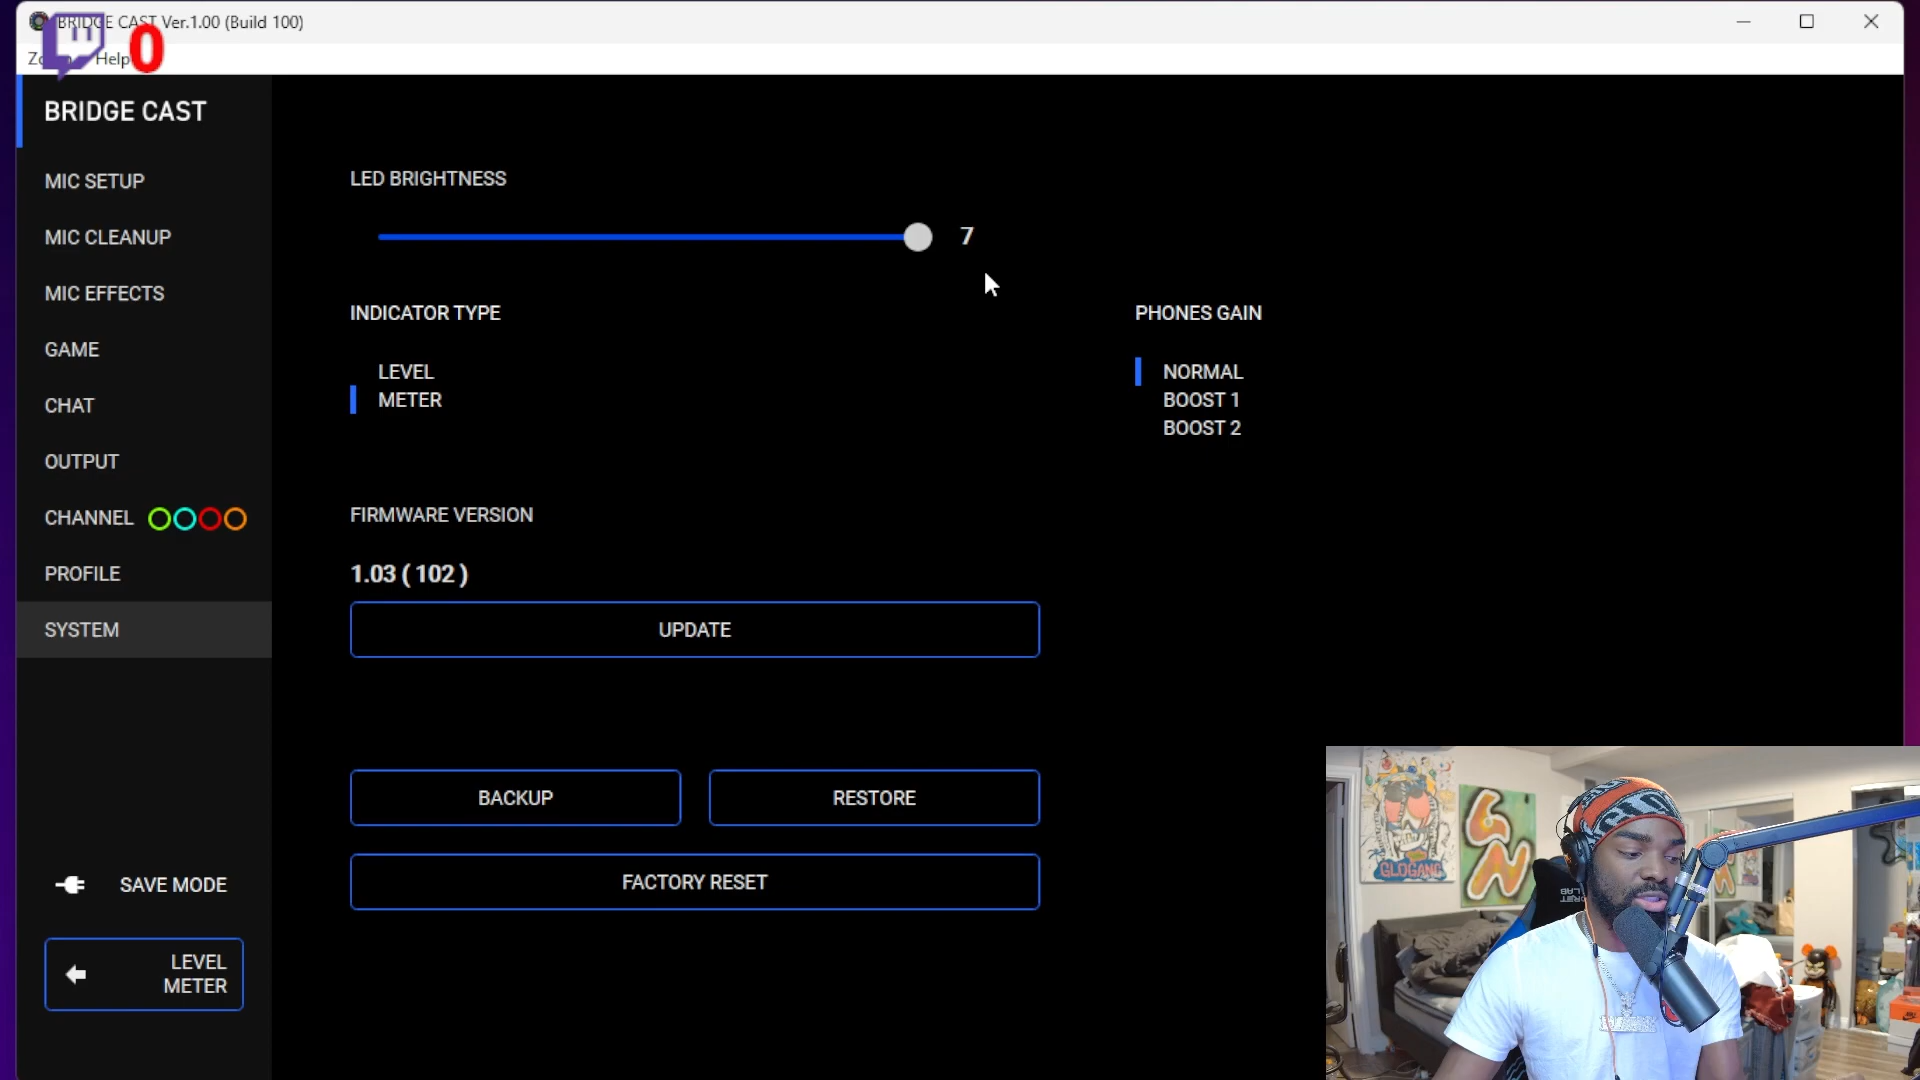 BRIDGE CAST Ver.1.00 (Build 100)
Help
0
BRIDGE CAST
MIC SETUP
MIC CLEANUP
MIC EFFECTS
GAME
CHAT
OUTPUT
CHANNEL
PROFILE
SYSTEM
SAVE MODE
LEVEL
METER
LED BRIGHTNESS
7
INDICATOR TYPE
LEVEL
METER
PHONES GAIN
NORMAL
BOOST 1
BOOST 2
FIRMWARE VERSION
1.03 ( 102 )
UPDATE
BACKUP
RESTORE
FACTORY RESET
GLOGANG